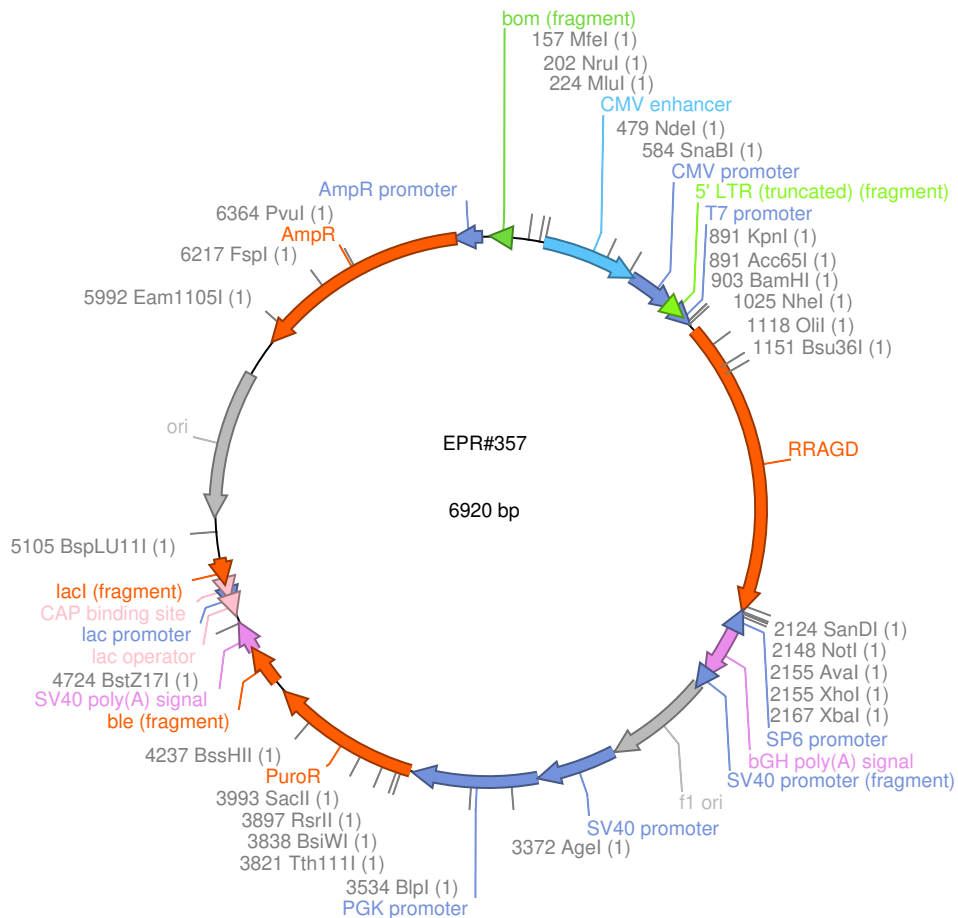 bom (fragment)
157 MfeI (1)
202 NruI (1)
224 MluI (1)
CMV enhancer
479 NdeI (1)
584 SnaBI (1)
CMV promoter
5' LTR (truncated) (fragment)
T7 promoter
891 KpnI (1)
891 Acc65I (1)
903 BamHI (1)
1025 NheI (1)
1118 OliI (1)
1151 Bsu36I (1)
RRAGD
2124 SanDI (1)
2148 NotI (1)
2155 AvaI (1)
2155 XhoI (1)
2167 XbaI (1)
SP6 promoter
bGH poly(A) signal
SV40 promoter (fragment)
f1 ori
SV40 promoter
3372 AgeI (1)
PGK promoter
3534 BlpI (1)
3821 Tth111I (1)
3838 BsiWI (1)
3897 RsrII (1)
3993 SacII (1)
PuroR
4237 BssHII (1)
ble (fragment)
SV40 poly(A) signal
4724 BstZ17I (1)
lac operator
lac promoter
CAP binding site
lacI (fragment)
5105 BspLU11I (1)
ori
5992 Eam1105I (1)
6217 FspI (1)
AmpR
6364 PvuI (1)
AmpR promoter
EPR#357
6920 bp